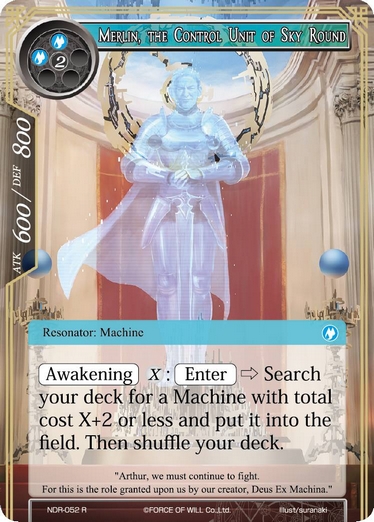 MERLIN, THE CONTROL UNIT OF SKY ROUND
2
ATK 600 / DEF 800
Resonator: Machine
Awakening X : Enter ⇨ Search
your deck for a Machine with total
cost X+2 or less and put it into the
field. Then shuffle your deck.
"Arthur, we must continue to fight.
For this is the role granted upon us by our creator, Deus Ex Machina."
NDR-052 R ©FORCE OF WILL Co.,Ltd. Illust/suranaki